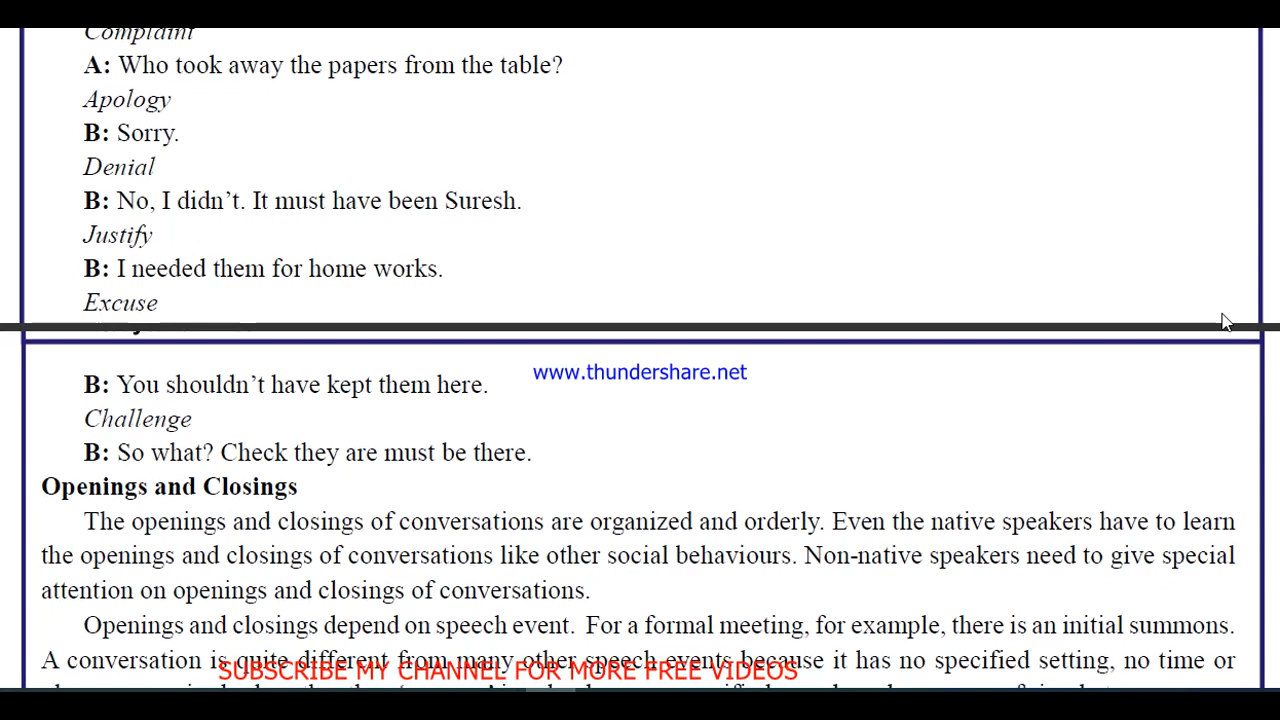 Complaint
A: Who took away the papers from the table?
Apology
B: Sorry.
Denial
B: No, I didn't. It must have been Suresh.
Justify
B: I needed them for home works.
Excuse
www.thundershare.net
B: You shouldn't have kept them here.
Challenge
B: So what? Check they are must be there.
Openings and Closings
The openings and closings of conversations are organized and orderly. Even the native speakers have to learn
the openings and closings of conversations like other social behaviours. Non-native speakers need to give special
attention on openings and closings of conversations.
Openings and closings depend on speech event. For a formal meeting, for example, there is an initial summons.
A conversation is quite different from many other speech events because it has no specified setting, no time or
SUBSCRIBE MY CHANNEL FOR MORE FREE VIDEOS